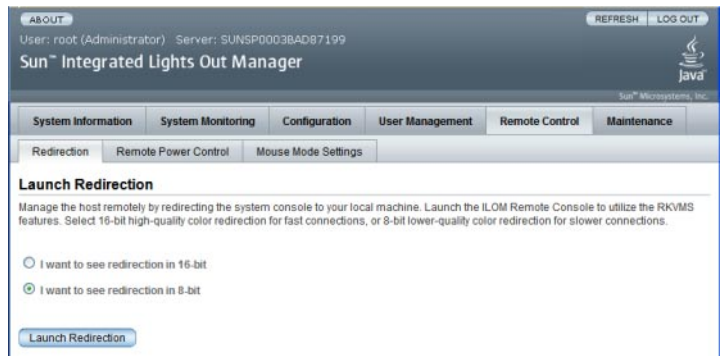 ABOUT
REFRESH LOG OUT
User: root (Administrator) Server: SUNSP0003BAD87199
Sun™ Integrated Lights Out Manager
Java
Sun™ Microsystems, Inc.
System Information System Monitoring Configuration User Management Remote Control Maintenance
Redirection Remote Power Control Mouse Mode Settings
Launch Redirection
Manage the host remotely by redirecting the system console to your local machine. Launch the ILOM Remote Console to utilize the RKVMS
features. Select 16-bit high-quality color redirection for fast connections, or 8-bit lower-quality color redirection for slower connections.
I want to see redirection in 16-bit
I want to see redirection in 8-bit
Launch Redirection